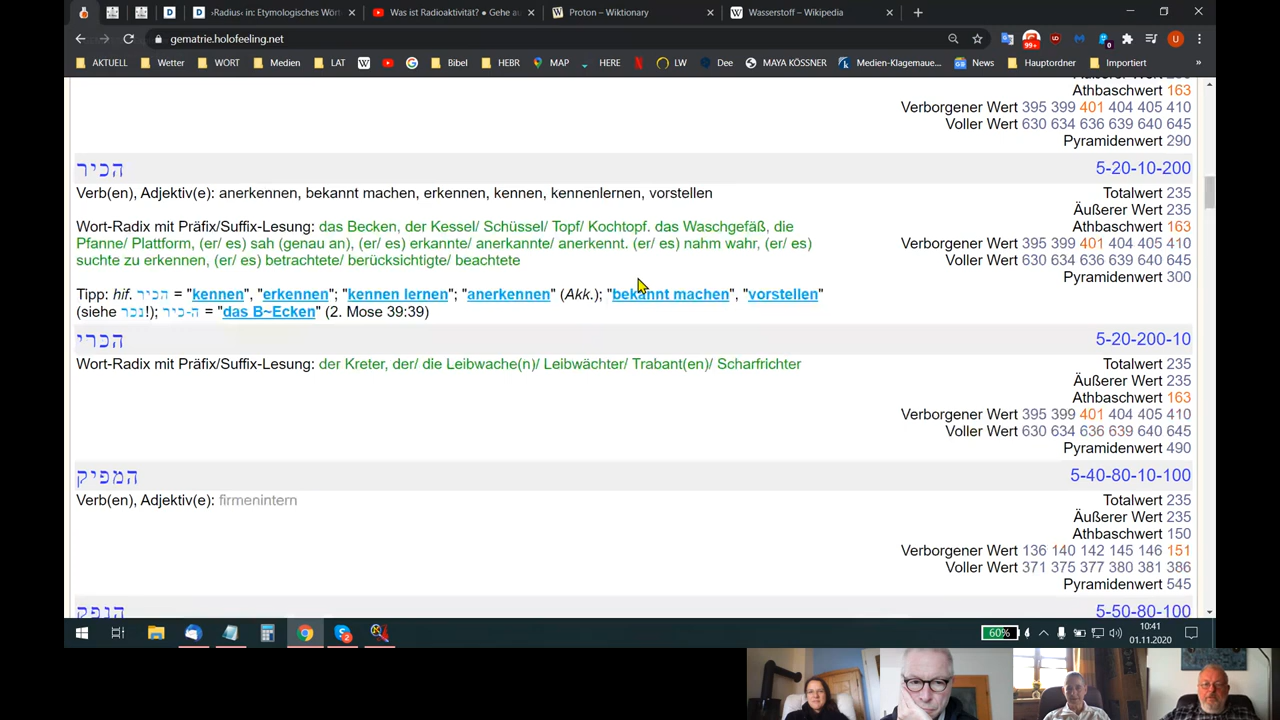 ›Radius‹ in: Etymologisches Wört
Was ist Radioaktivität? ● Gehe au
Proton – Wiktionary
Wasserstoff – Wikipedia
gematrie.holofeeling.net
99+
0
AKTUELL Wetter WORT Medien LAT Bibel HEBR MAP HERE LW Dee MAYA KÖSSNER Medien-Klagemaue... News Hauptordner Importiert »
Athbaschwert 163
Verborgener Wert 395 399 401 404 405 410
Voller Wert 630 634 636 639 640 645
Pyramidenwert 290
הכיר 5-20-10-200
Verb(en), Adjektiv(e): anerkennen, bekannt machen, erkennen, kennen, kennenlernen, vorstellen
Totalwert 235
Äußerer Wert 235
Wort-Radix mit Präfix/Suffix-Lesung: das Becken, der Kessel/ Schüssel/ Topf/ Kochtopf. das Waschgefäß, die
Athbaschwert 163
Pfanne/ Plattform, (er/ es) sah (genau an), (er/ es) erkannte/ anerkannte/ anerkennt. (er/ es) nahm wahr, (er/ es)
Verborgener Wert 395 399 401 404 405 410
suchte zu erkennen, (er/ es) betrachtete/ berücksichtigte/ beachtete
Voller Wert 630 634 636 639 640 645
Pyramidenwert 300
Tipp: hif. הכיר = "kennen", "erkennen"; "kennen lernen"; "anerkennen" (Akk.); "bekannt machen", "vorstellen"
(siehe נכר!); ה-כיר = "das B~Ecken" (2. Mose 39:39)
הכרי 5-20-200-10
Wort-Radix mit Präfix/Suffix-Lesung: der Kreter, der/ die Leibwache(n)/ Leibwächter/ Trabant(en)/ Scharfrichter
Totalwert 235
Äußerer Wert 235
Athbaschwert 163
Verborgener Wert 395 399 401 404 405 410
Voller Wert 630 634 636 639 640 645
Pyramidenwert 490
המפיק 5-40-80-10-100
Verb(en), Adjektiv(e): firmenintern
Totalwert 235
Äußerer Wert 235
Athbaschwert 150
Verborgener Wert 136 140 142 145 146 151
Voller Wert 371 375 377 380 381 386
Pyramidenwert 545
הנפק 5-50-80-100
60%
10:41
01.11.2020